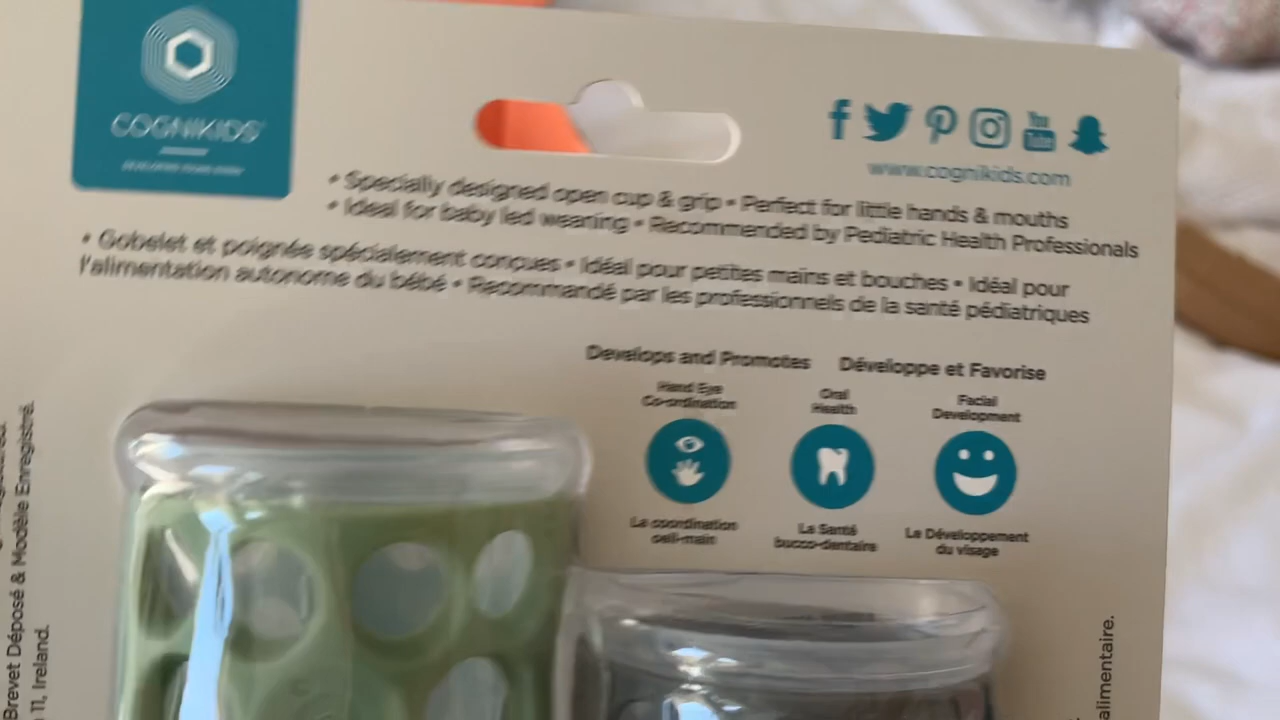 COGNIKIDS
You
Tube
www.cognikids.com
• Specially designed open cup & grip • Perfect for little hands & mouths
• Ideal for baby led weaning • Recommended by Pediatric Health Professionals
• Gobelet et poignée spécialement conçues • Idéal pour petites mains et bouches • Idéal pour
l'alimentation autonome du bébé • Recommandé par les professionnels de la santé pédiatriques
Develops and Promotes Développe et Favorise
Hand Eye
Co-ordination
Oral
Health
Facial
Development
La coordination
oeil-main
La Santé
bucco-dentaire
Le Développement
du visage
Brevet Déposé & Modèle Enregistré.
11, Ireland.
alimentaire.